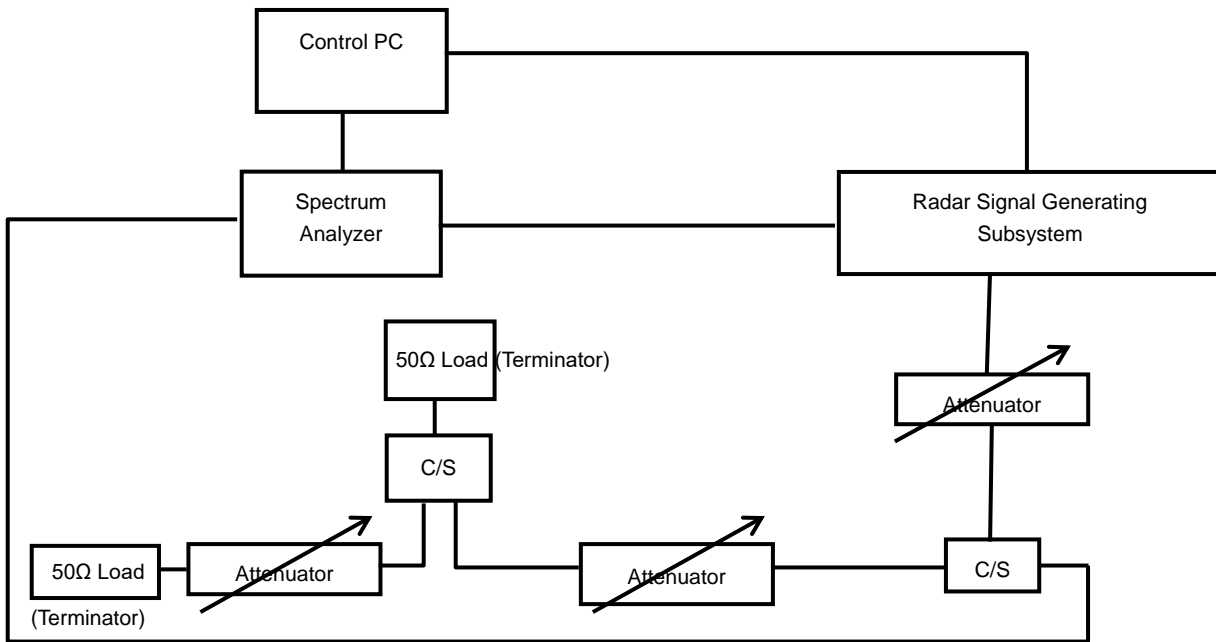 Control PC
Spectrum
Analyzer
Radar Signal Generating
Subsystem
50Ω Load (Terminator)
Attenuator
C/S
50Ω Load
(Terminator)
Attenuator
Attenuator
C/S